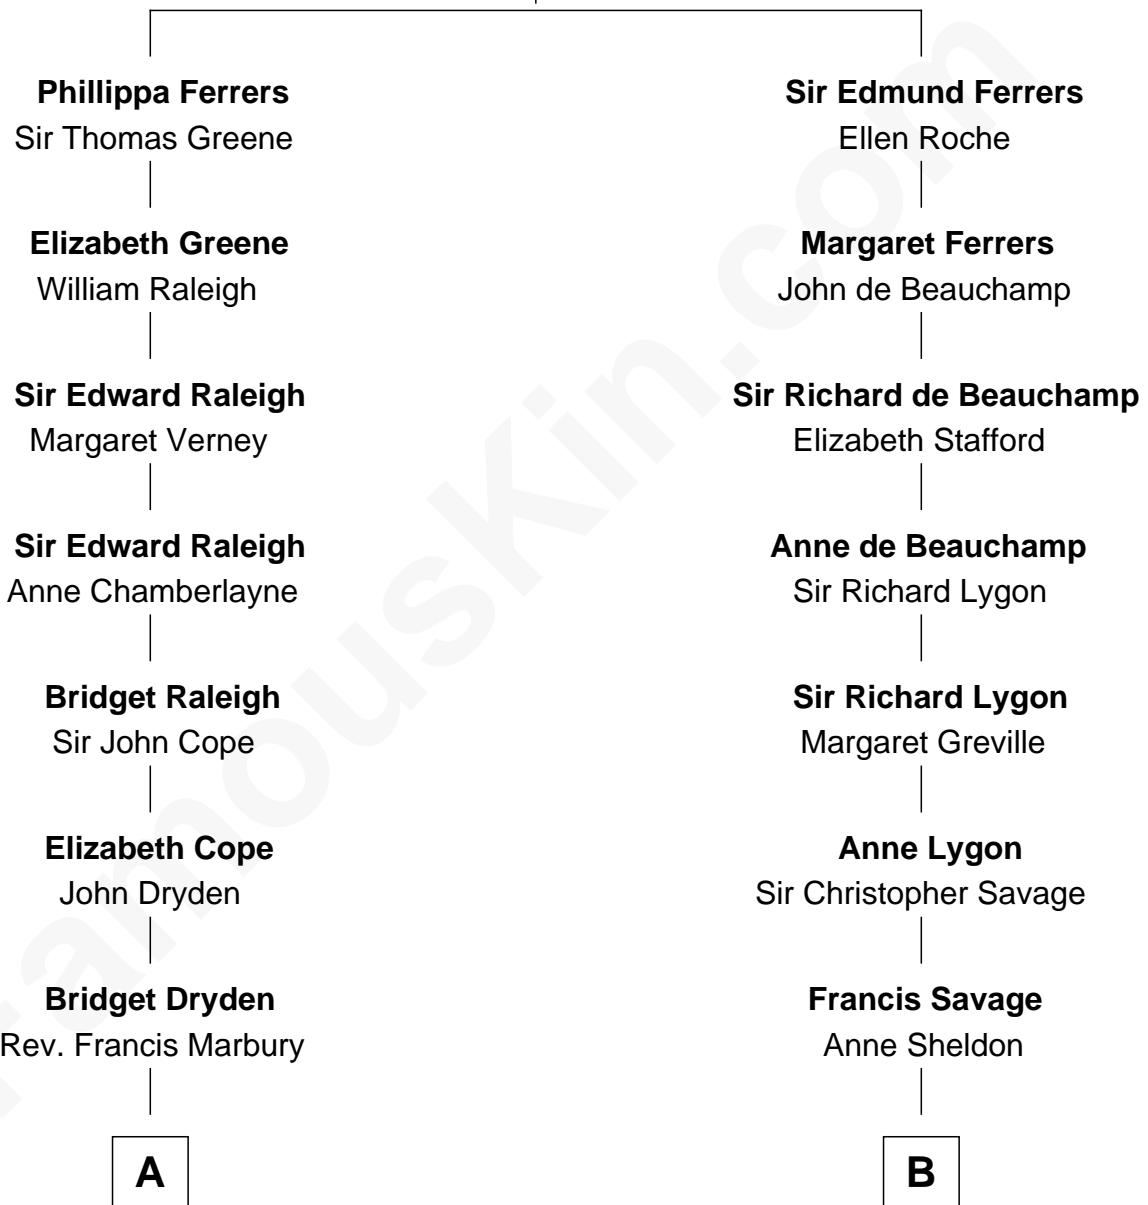 Phillippa Ferrers
Sir Thomas Greene
Elizabeth Greene
William Raleigh
Sir Edward Raleigh
Margaret Verney
Sir Edward Raleigh
Anne Chamberlayne
Bridget Raleigh
Sir John Cope
Elizabeth Cope
John Dryden
Bridget Dryden
Rev. Francis Marbury
A
Sir Edmund Ferrers
Ellen Roche
Margaret Ferrers
John de Beauchamp
Sir Richard de Beauchamp
Elizabeth Stafford
Anne de Beauchamp
Sir Richard Lygon
Sir Richard Lygon
Margaret Greville
Anne Lygon
Sir Christopher Savage
Francis Savage
Anne Sheldon
B
FamousKin.com